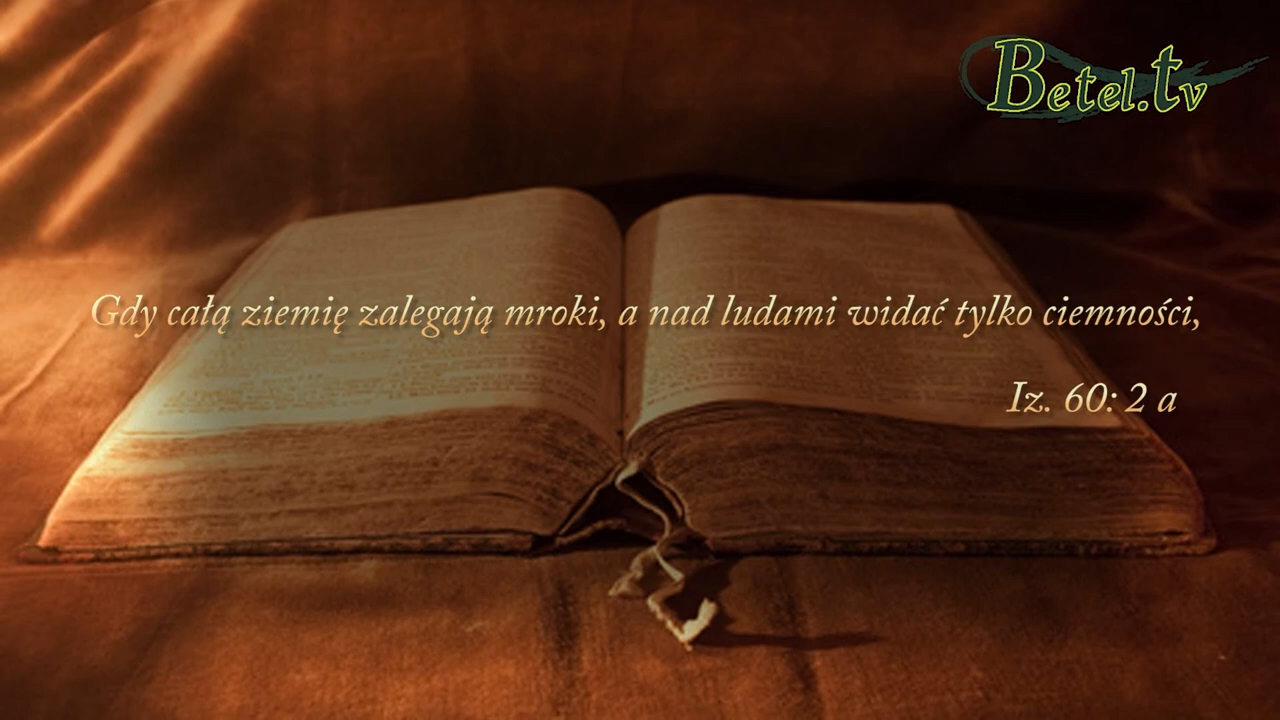 Betel.tv
Gdy całą ziemię zalegają mroki, a nad ludami widać tylko ciemności,
Iz. 60: 2 a